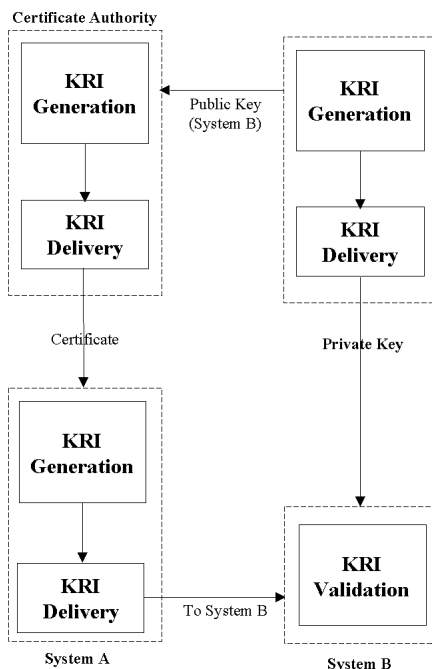 Certificate Authority
KRI
Generation
KRI
Delivery
Public Key
(System B)
KRI
Generation
KRI
Delivery
Certificate
Private Key
KRI
Generation
KRI
Delivery
System A
To System B
KRI
Validation
System B